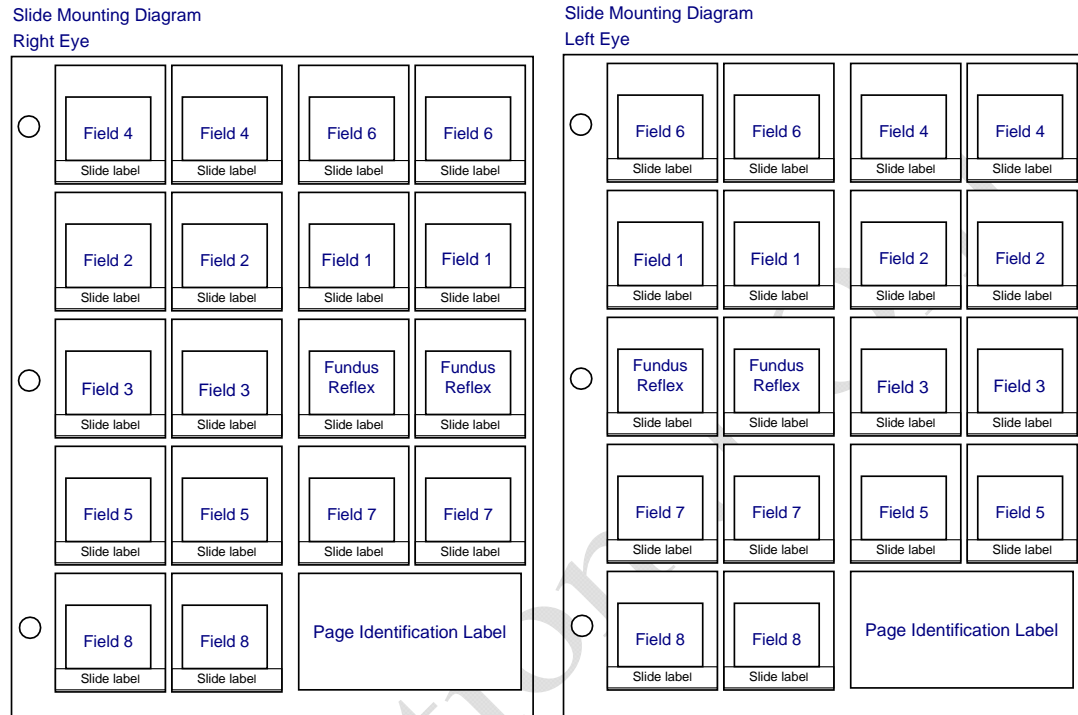 Slide Mounting Diagram
Right Eye
Field 4 Field 4 Field 6 Field 6
Slide label Slide label Slide label Slide label
Field 2 Field 2 Field 1 Field 1
Slide label Slide label Slide label Slide label
Field 3 Field 3 Fundus Reflex Fundus Reflex
Slide label Slide label Slide label Slide label
Field 5 Field 5 Field 7 Field 7
Slide label Slide label Slide label Slide label
Field 8 Field 8 Page Identification Label
Slide label Slide label
Slide Mounting Diagram
Left Eye
Field 6 Field 6 Field 4 Field 4
Slide label Slide label Slide label Slide label
Field 1 Field 1 Field 2 Field 2
Slide label Slide label Slide label Slide label
Fundus Reflex Fundus Reflex Field 3 Field 3
Slide label Slide label Slide label Slide label
Field 7 Field 7 Field 5 Field 5
Slide label Slide label Slide label Slide label
Field 8 Field 8 Page Identification Label
Slide label Slide label